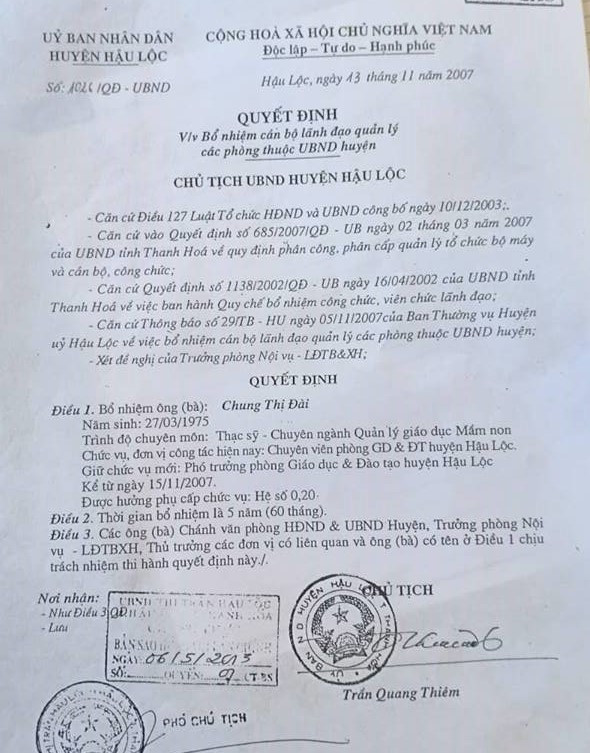 UỶ BAN NHÂN DÂN
HUYỆN HẬU LỘC
CỘNG HOÀ XÃ HỘI CHỦ NGHĨA VIỆT NAM
Độc lập – Tự do – Hạnh phúc
Số: /QĐ - UBND
Hậu Lộc, ngày 13 tháng 11 năm 2007
QUYẾT ĐỊNH
V/v Bổ nhiệm cán bộ lãnh đạo quản lý
các phòng thuộc UBND huyện
CHỦ TỊCH UBND HUYỆN HẬU LỘC
- Căn cứ Điều 127 Luật Tổ chức HĐND và UBND công bố ngày 10/12/2003;.
- Căn cứ vào Quyết định số 685/2007/QĐ - UB ngày 02 tháng 03 năm 2007
của UBND tỉnh Thanh Hoá về quy định phân công, phân cấp quản lý tổ chức bộ máy
và cán bộ, công chức;
- Căn cứ Quyết định số 1138/2002/QĐ - UB ngày 16/04/2002 của UBND tỉnh
Thanh Hoá về việc ban hành Quy chế bổ nhiệm công chức, viên chức lãnh đạo;
- Căn cứ Thông báo số 29/TB - HU ngày 05/11/2007của Ban Thường vụ Huyện
uỷ Hậu Lộc về việc bổ nhiệm cán bộ lãnh đạo quản lý các phòng thuộc UBND huyện;
- Xét đề nghị của Trưởng phòng Nội vụ - LĐTB&XH;
QUYẾT ĐỊNH
Điều 1. Bổ nhiệm ông (bà): Chung Thị Đài
Năm sinh: 27/03/1975
Trình độ chuyên môn: Thạc sỹ - Chuyên ngành Quản lý giáo dục Mầm non
Chức vụ, đơn vị công tác hiện nay: Chuyên viên phòng GD & ĐT huyện Hậu Lộc.
Giữ chức vụ mới: Phó trưởng phòng Giáo dục & Đào tạo huyện Hậu Lộc
Kể từ ngày 15/11/2007.
Được hưởng phụ cấp chức vụ: Hệ số 0,20.
Điều 2. Thời gian bổ nhiệm là 5 năm (60 tháng).
Điều 3. Các ông (bà) Chánh văn phòng HĐND & UBND Huyện, Trưởng phòng Nội
vụ - LĐTBXH, Thủ trưởng các đơn vị có liên quan và ông (bà) có tên ở Điều 1 chịu
trách nhiệm thi hành quyết định này./.
Nơi nhận:
- Như Điều 3 QĐ
- Lưu
UBND THỊ TRẤN HẬU LỘC
BẢN SAO
NGÀY 06/5/2013
SỐ: QUYỂN: 01 CT.BS
CHỦ TỊCH
Trần Quang Thiêm
PHÓ CHỦ TỊCH